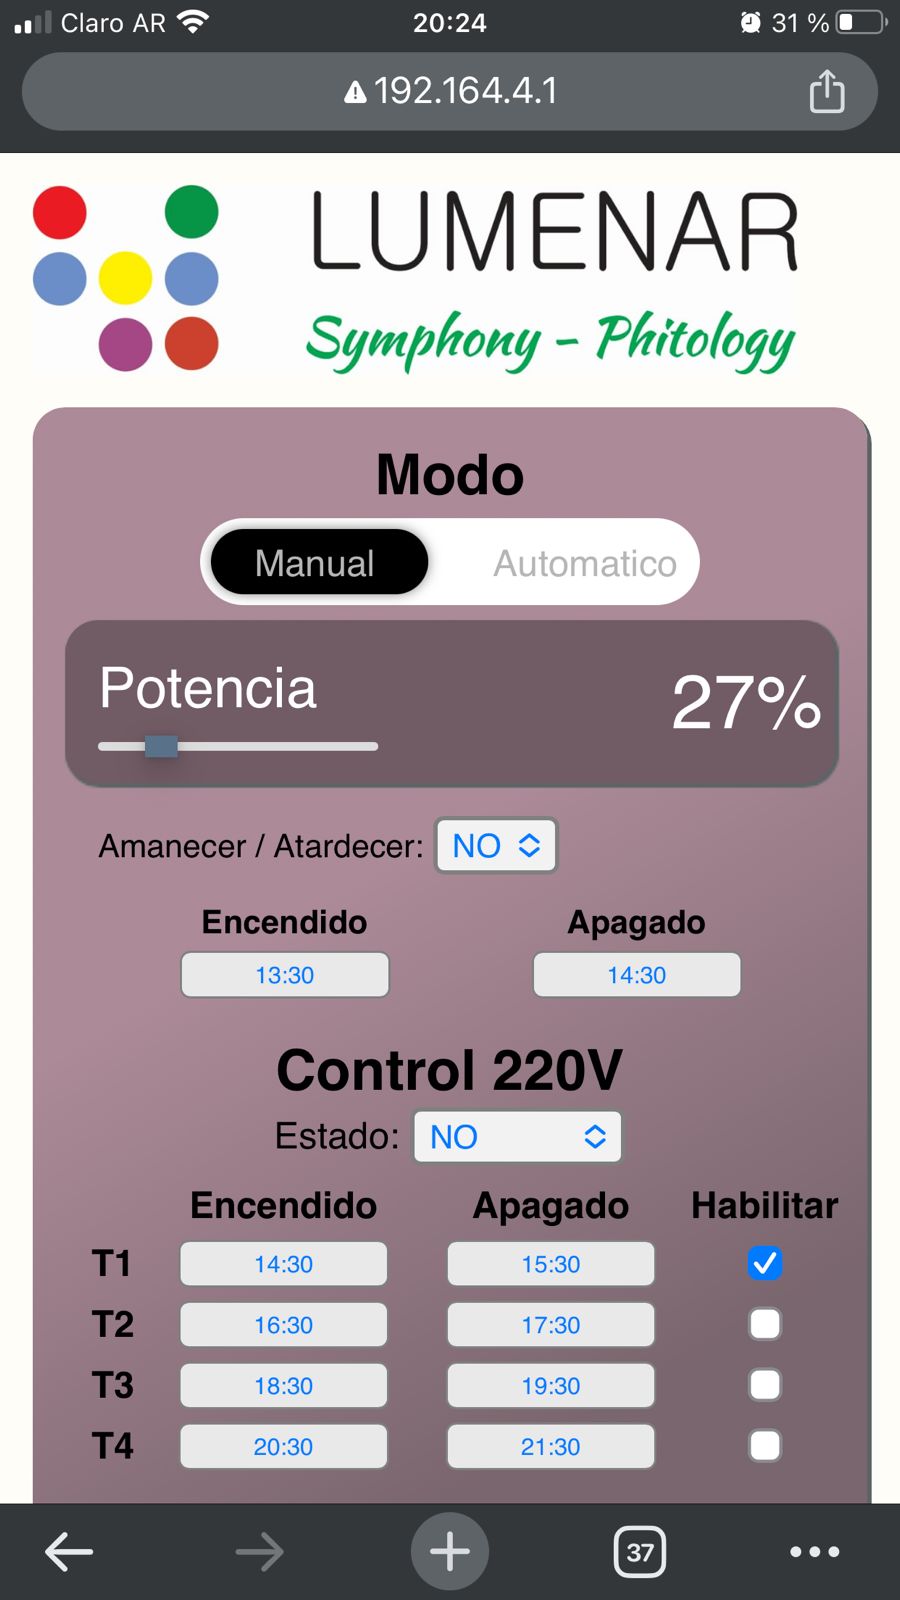 Claro AR 20:24 31 %
192.164.4.1
LUMENAR
Symphony - Phitology
Modo
Manual Automatico
Potencia 27%
Amanecer / Atardecer: NO
Encendido Apagado
13:30 14:30
Control 220V
Estado: NO
Encendido Apagado Habilitar
T1 14:30 15:30
T2 16:30 17:30
T3 18:30 19:30
T4 20:30 21:30
37